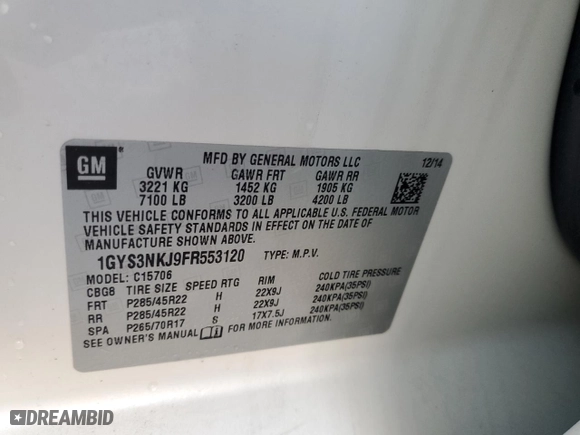 GM
MFD BY GENERAL MOTORS LLC 12/14
GVWR GAWR FRT GAWR RR
3221 KG 1452 KG 1905 KG
7100 LB 3200 LB 4200 LB
THIS VEHICLE CONFORMS TO ALL APPLICABLE U.S. FEDERAL MOTOR
VEHICLE SAFETY STANDARDS IN EFFECT ON THE DATE OF
MANUFACTURE SHOWN ABOVE.
1GYS3NKJ9FR553120 TYPE: M.P.V.
MODEL: C15706
CBG8 TIRE SIZE SPEED RTG RIM COLD TIRE PRESSURE
FRT P285/45R22 H 22X9J 240KPA(35PSI)
RR P285/45R22 H 22X9J 240KPA(35PSI)
SPA P265/70R17 S 17X7.5J 240KPA(35PSI)
SEE OWNER'S MANUAL FOR MORE INFORMATION.
DREAMBID